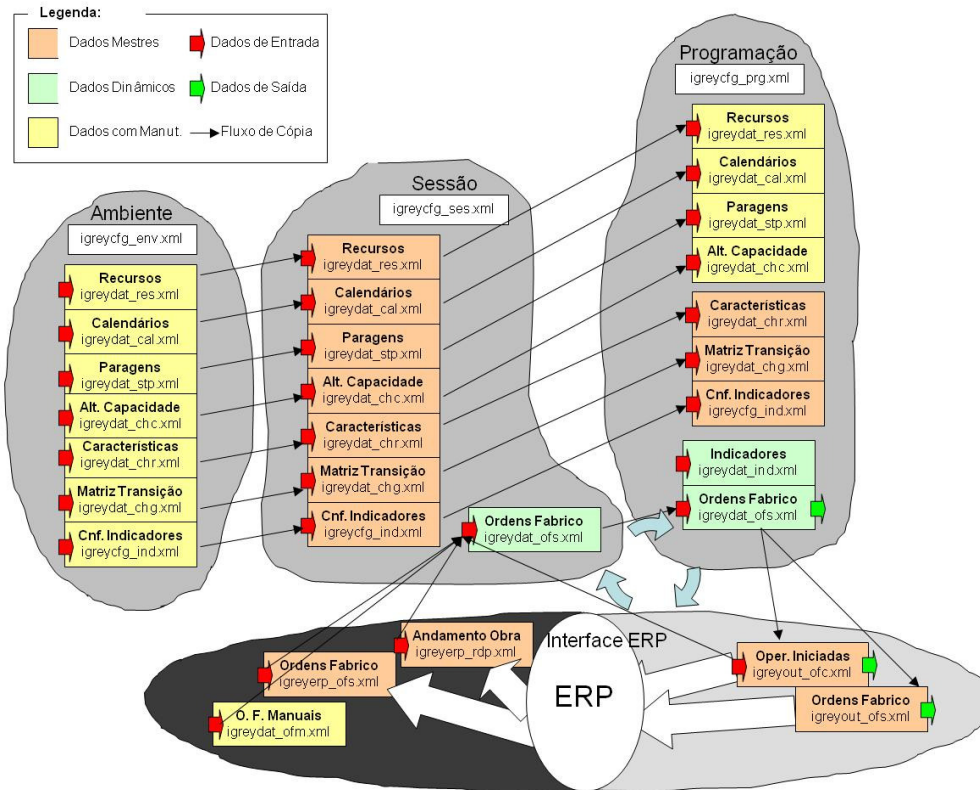 Legenda:
Dados Mestres
Dados de Entrada
Dados Dinâmicos
Dados de Saída
Dados com Manut.
Fluxo de Cópia
Ambiente
igreycfg_env.xml
Recursos
igreydat_res.xml
Calendários
igreydat_cal.xml
Paragens
igreydat_stp.xml
Alt. Capacidade
igreydat_chc.xml
Características
igreydat_chr.xml
Matriz Transição
igreydat_chg.xml
Cnf. Indicadores
igreycfg_ind.xml
Sessão
igreycfg_ses.xml
Recursos
igreydat_res.xml
Calendários
igreydat_cal.xml
Paragens
igreydat_stp.xml
Alt. Capacidade
igreydat_chc.xml
Características
igreydat_chr.xml
Matriz Transição
igreydat_chg.xml
Cnf. Indicadores
igreycfg_ind.xml
Ordens Fabrico
igreydat_ofs.xml
Programação
igreycfg_prg.xml
Recursos
igreydat_res.xml
Calendários
igreydat_cal.xml
Paragens
igreydat_stp.xml
Alt. Capacidade
igreydat_chc.xml
Características
igreydat_chr.xml
Matriz Transição
igreydat_chg.xml
Cnf. Indicadores
igreycfg_ind.xml
Indicadores
igreydat_ind.xml
Ordens Fabrico
igreydat_ofs.xml
Interface ERP
ERP
Andamento Obra
igreyerp_rdp.xml
Ordens Fabrico
igreyerp_ofs.xml
O. F. Manuais
igreydat_ofm.xml
Oper. Iniciadas
igreyout_ofc.xml
Ordens Fabrico
igreyout_ofs.xml